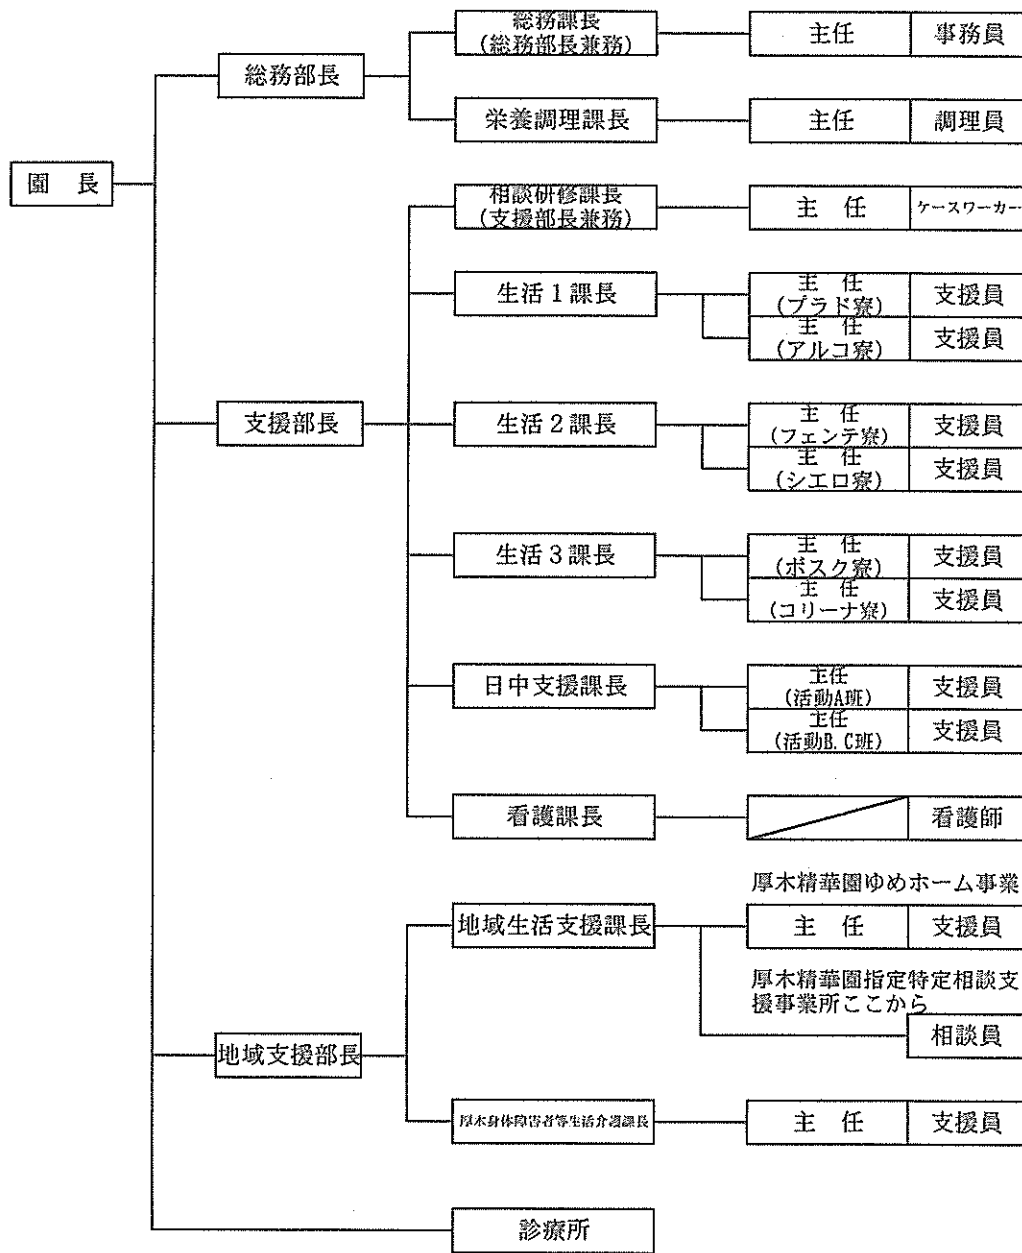 総務課長
(総務部長兼務)
主任
事務員
総務部長
栄養調理課長
主任
調理員
園　長
相談研修課長
(支援部長兼務)
主　任
ケースワーカー
生活１課長
主　任
(プラド寮)
支援員
主　任
(アルコ寮)
支援員
支援部長
生活２課長
主　任
(フェンテ寮)
支援員
主　任
(シエロ寮)
支援員
生活３課長
主　任
(ボスク寮)
支援員
主　任
(コリーナ寮)
支援員
日中支援課長
主任
(活動A班)
支援員
主任
(活動B.C班)
支援員
看護課長
看護師
厚木精華園ゆめホーム事業
地域生活支援課長
主　任
支援員
厚木精華園指定特定相談支
援事業所ここから
相談員
地域支援部長
厚木身体障害者等生活介護課長
主　任
支援員
診療所